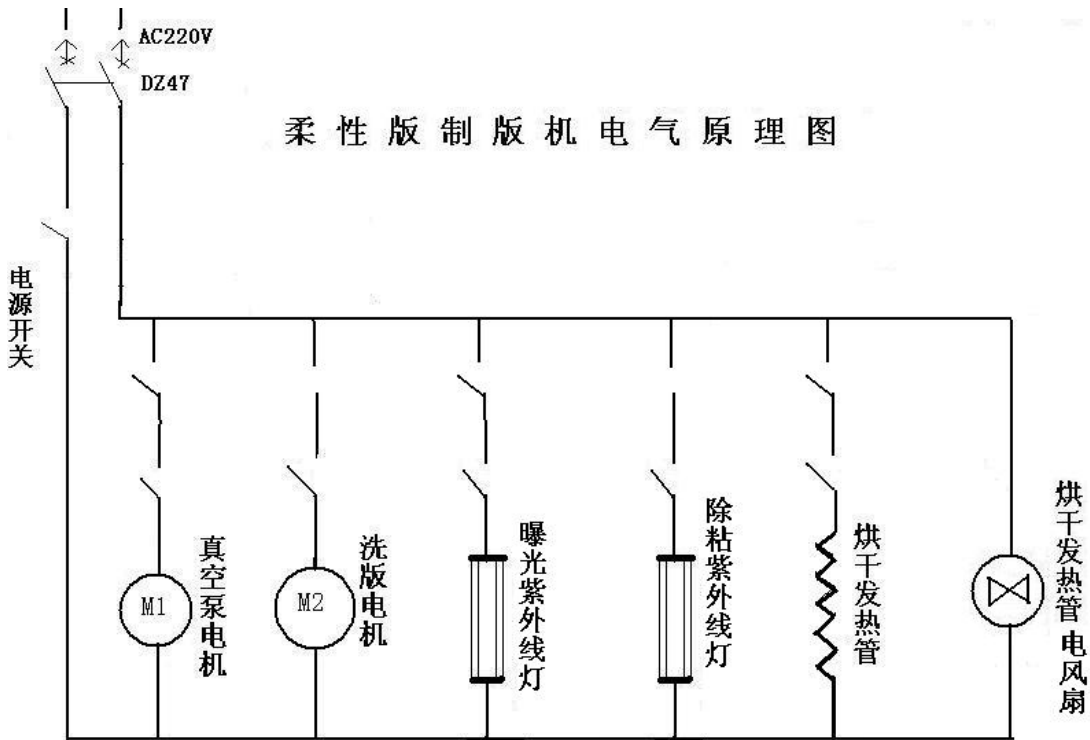 AC220V
DZ47
柔性版制版机电气原理图
电源开关
M1
真空泵电机
M2
洗版电机
曝光紫外线灯
除粘紫外线灯
烘干发热管
烘干发热管电风扇